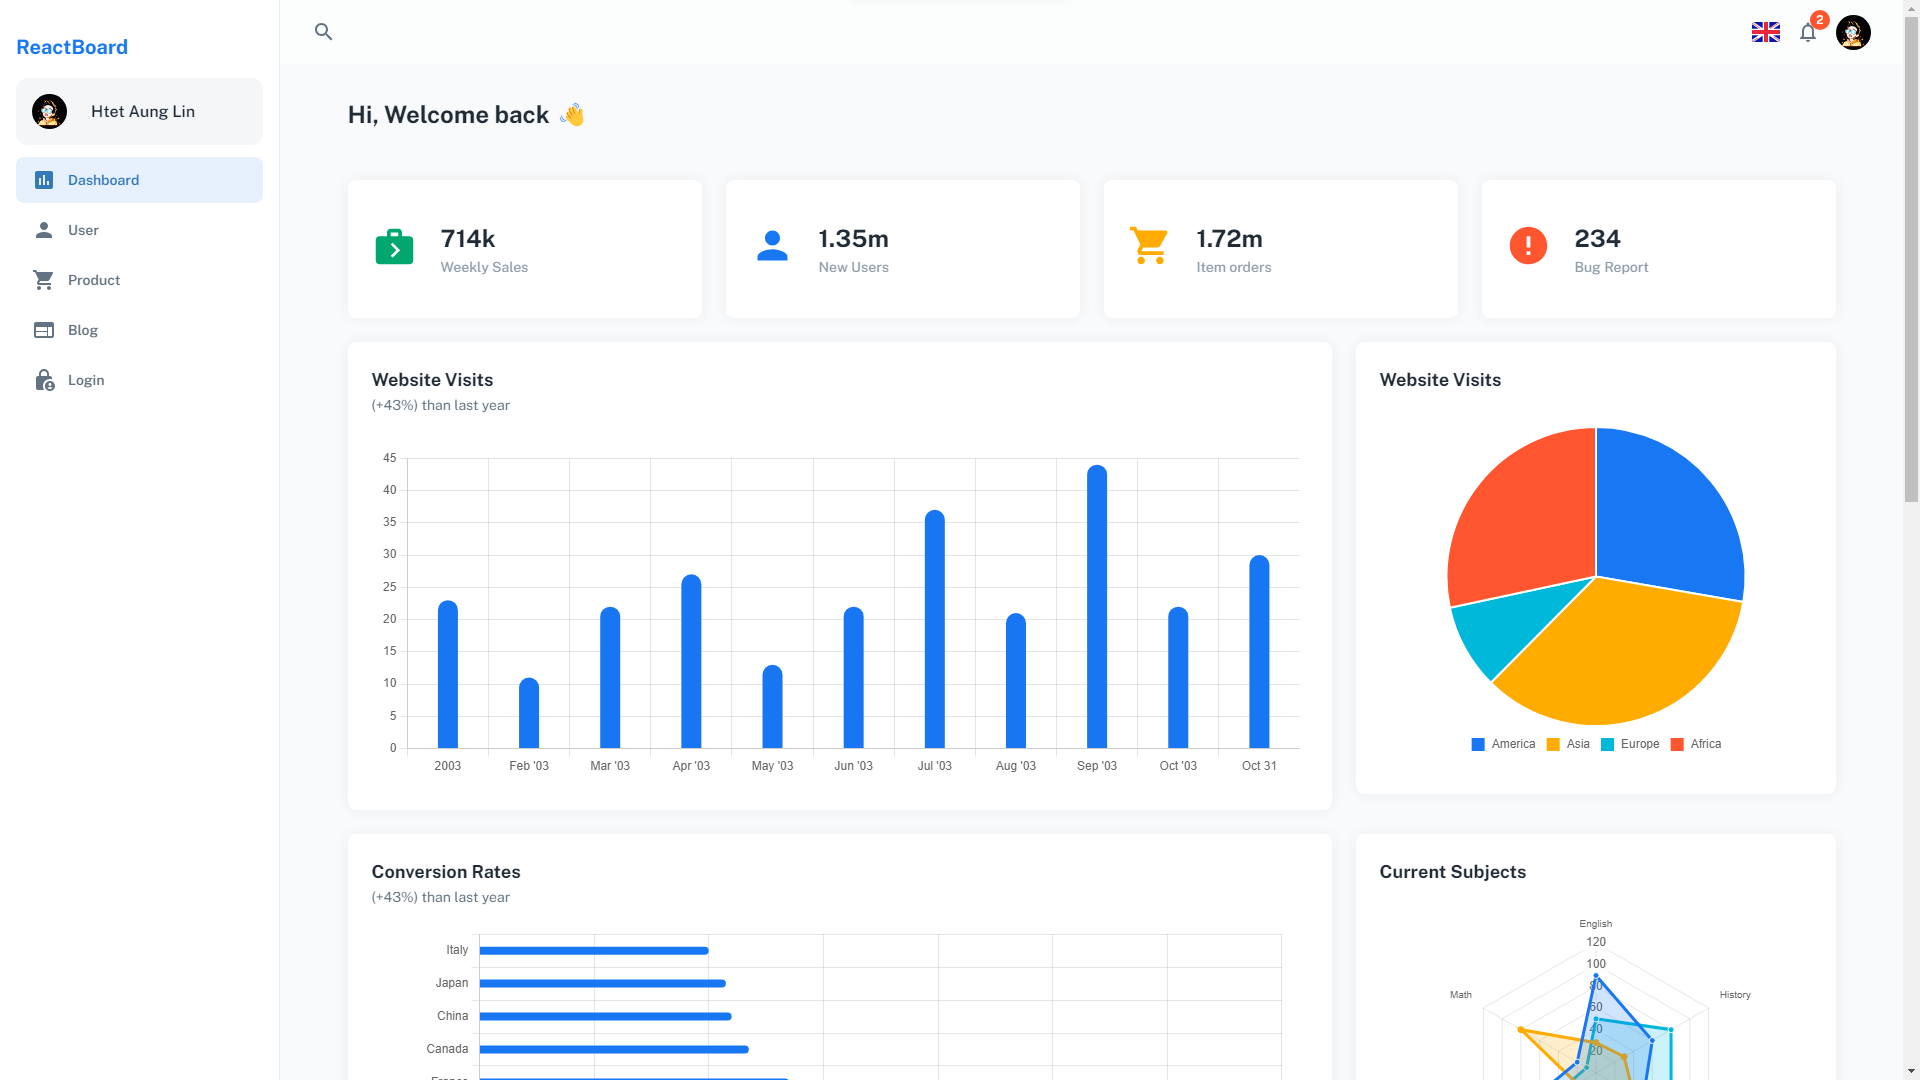 ReactBoard
Htet Aung Lin
Dashboard
User
Product
Blog
Login
2
Hi, Welcome back 👋
714k
Weekly Sales
1.35m
New Users
1.72m
Item orders
234
Bug Report
Website Visits
(+43%) than last year
45
40
35
30
25
20
15
10
5
0
2003 Feb '03 Mar '03 Apr '03 May '03 Jun '03 Jul '03 Aug '03 Sep '03 Oct '03 Oct 31
Website Visits
America Asia Europe Africa
Conversion Rates
(+43%) than last year
Italy
Japan
China
Canada
Current Subjects
English
120
100
80
60
40
20
Math
History